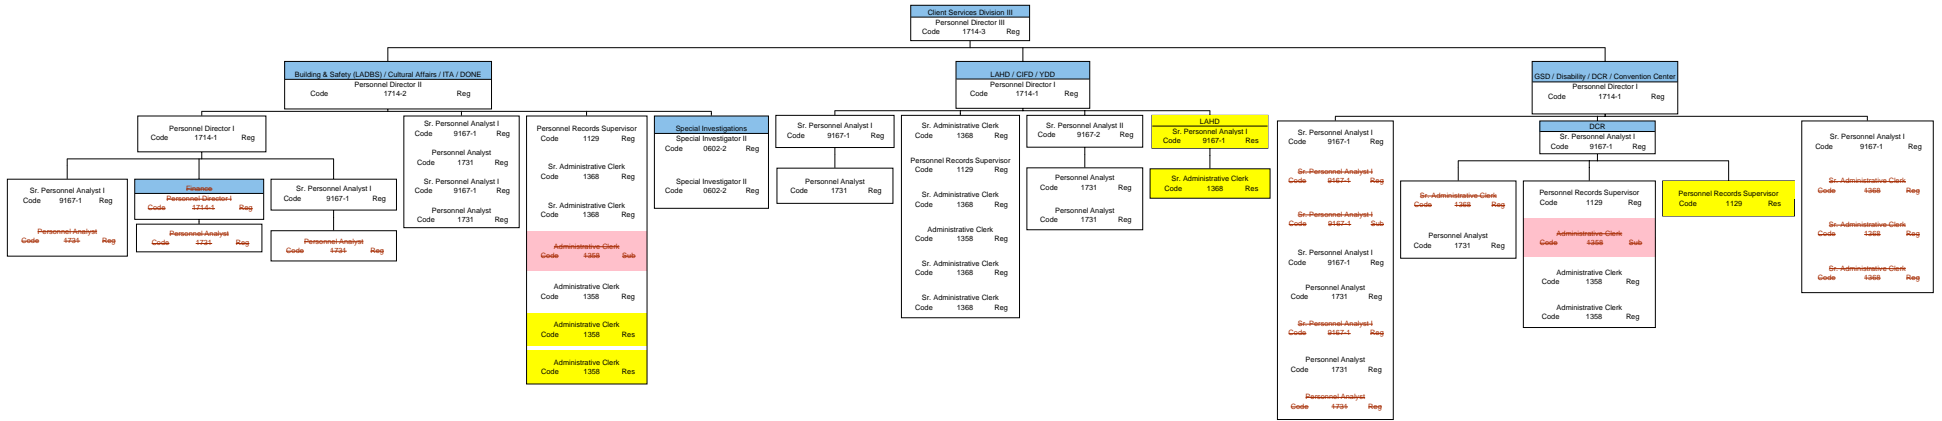 Client Services Division III
Personnel Director III
Code 1714-3 Reg
Building & Safety (LADBS) / Cultural Affairs / ITA / DONE
Personnel Director II
Code 1714-2 Reg
LAHD / CIFD / YDD
Personnel Director I
Code 1714-1 Reg
GSD / Disability / DCR / Convention Center
Personnel Director I
Code 1714-1 Reg
Personnel Director I
Code 1714-1 Reg
Sr. Personnel Analyst I
Code 9167-1 Reg
Personnel Analyst
Code 1731 Reg
Finance
Personnel Director I
Code 1714-1 Reg
Personnel Analyst
Code 1731 Reg
Sr. Personnel Analyst I
Code 9167-1 Reg
Personnel Analyst
Code 1731 Reg
Sr. Personnel Analyst I
Code 9167-1 Reg
Personnel Analyst
Code 1731 Reg
Sr. Personnel Analyst I
Code 9167-1 Reg
Personnel Analyst
Code 1731 Reg
Personnel Records Supervisor
Code 1129 Reg
Sr. Administrative Clerk
Code 1368 Reg
Sr. Administrative Clerk
Code 1368 Reg
Administrative Clerk
Code 1358 Sub
Administrative Clerk
Code 1358 Reg
Administrative Clerk
Code 1358 Res
Administrative Clerk
Code 1358 Res
Special Investigations
Special Investigator II
Code 0602-2 Reg
Special Investigator II
Code 0602-2 Reg
Sr. Personnel Analyst I
Code 9167-1 Reg
Personnel Analyst
Code 1731 Reg
Sr. Administrative Clerk
Code 1368 Reg
Personnel Records Supervisor
Code 1129 Reg
Sr. Administrative Clerk
Code 1368 Reg
Administrative Clerk
Code 1358 Reg
Sr. Administrative Clerk
Code 1368 Reg
Sr. Administrative Clerk
Code 1368 Reg
Sr. Personnel Analyst II
Code 9167-2 Reg
Personnel Analyst
Code 1731 Reg
Personnel Analyst
Code 1731 Reg
LAHD
Sr. Personnel Analyst I
Code 9167-1 Res
Sr. Administrative Clerk
Code 1368 Res
Sr. Personnel Analyst I
Code 9167-1 Reg
Sr. Personnel Analyst I
Code 9167-1 Reg
Sr. Personnel Analyst I
Code 9167-1 Sub
Sr. Personnel Analyst I
Code 9167-1 Reg
Personnel Analyst
Code 1731 Reg
Sr. Personnel Analyst I
Code 9167-1 Reg
Personnel Analyst
Code 1731 Reg
Personnel Analyst
Code 1731 Reg
DCR
Sr. Personnel Analyst I
Code 9167-1 Reg
Sr. Administrative Clerk
Code 1368 Reg
Personnel Analyst
Code 1731 Reg
Personnel Records Supervisor
Code 1129 Reg
Administrative Clerk
Code 1358 Sub
Administrative Clerk
Code 1358 Reg
Administrative Clerk
Code 1358 Reg
Personnel Records Supervisor
Code 1129 Res
Sr. Personnel Analyst I
Code 9167-1 Reg
Sr. Administrative Clerk
Code 1368 Reg
Sr. Administrative Clerk
Code 1368 Reg
Sr. Administrative Clerk
Code 1368 Reg